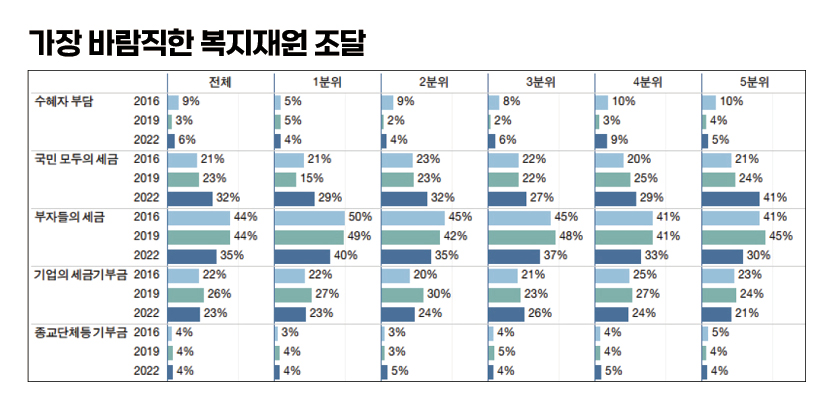 가장 바람직한 복지재원 조달
전체 1분위 2분위 3분위 4분위 5분위
수혜자 부담 2016 9% 5% 9% 8% 10% 10%
2019 3% 5% 2% 2% 3% 4%
2022 6% 4% 4% 6% 9% 5%
국민 모두의 세금 2016 21% 21% 23% 22% 20% 21%
2019 23% 15% 23% 22% 25% 24%
2022 32% 29% 32% 27% 29% 41%
부자들의 세금 2016 44% 50% 45% 45% 41% 41%
2019 44% 49% 42% 48% 41% 45%
2022 35% 40% 35% 37% 33% 30%
기업의 세금기부금 2016 22% 22% 20% 21% 25% 23%
2019 26% 27% 30% 23% 27% 24%
2022 23% 23% 24% 26% 24% 21%
종교단체등기부금 2016 4% 3% 3% 4% 4% 5%
2019 4% 4% 3% 5% 4% 4%
2022 4% 4% 5% 4% 5% 4%